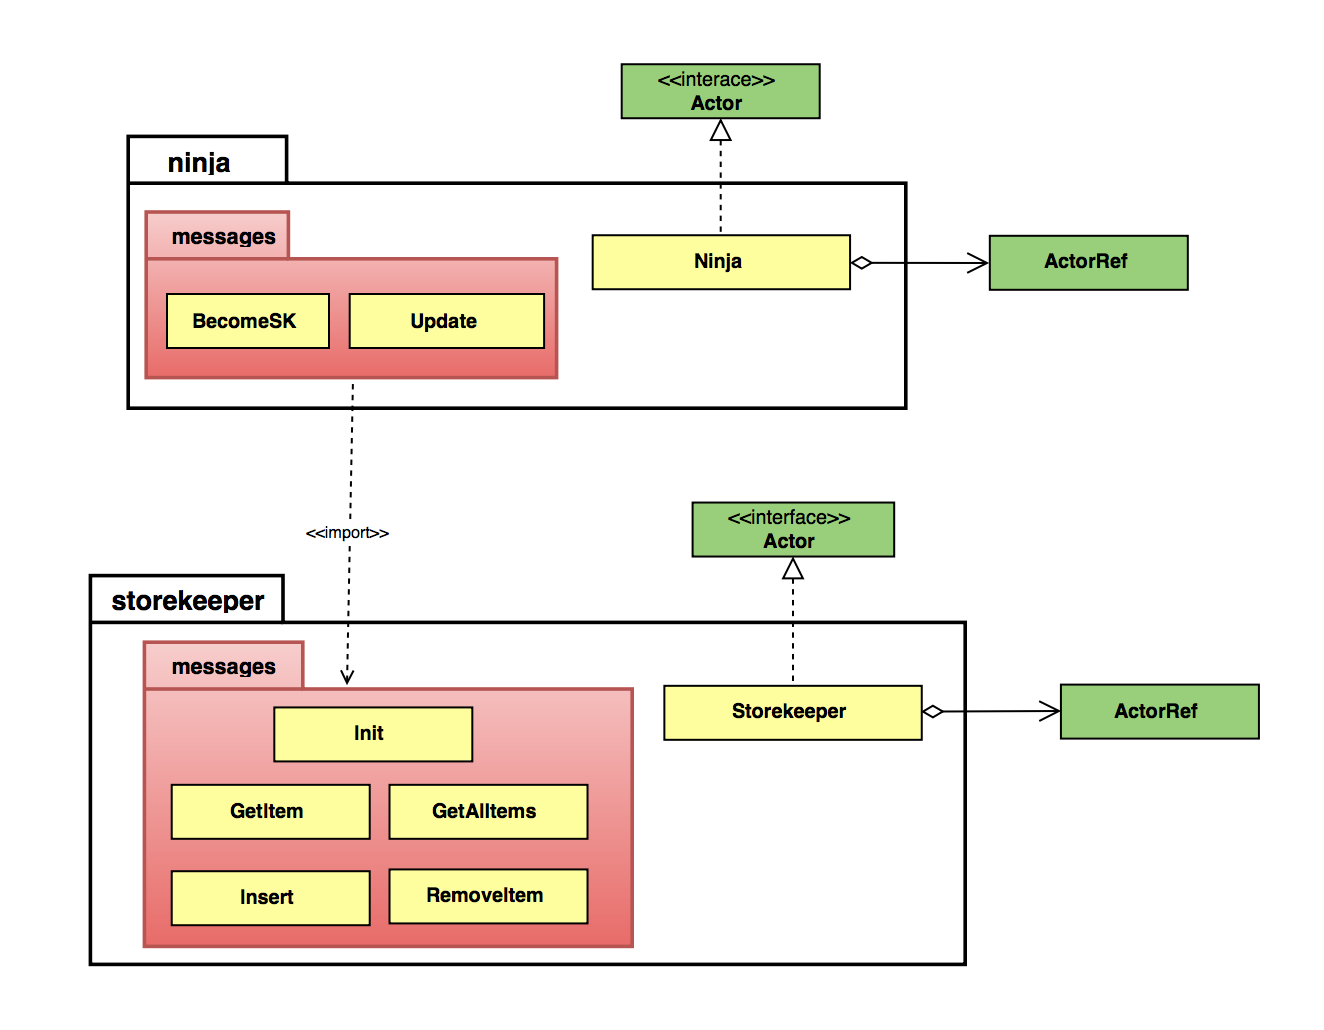 <<interace>>
Actor
ninja
messages
Ninja
ActorRef
BecomeSK
Update
<<import>>
<<interface>>
Actor
storekeeper
messages
Storekeeper
ActorRef
Init
GetItem
GetAlItems
Insert
RemoveItem